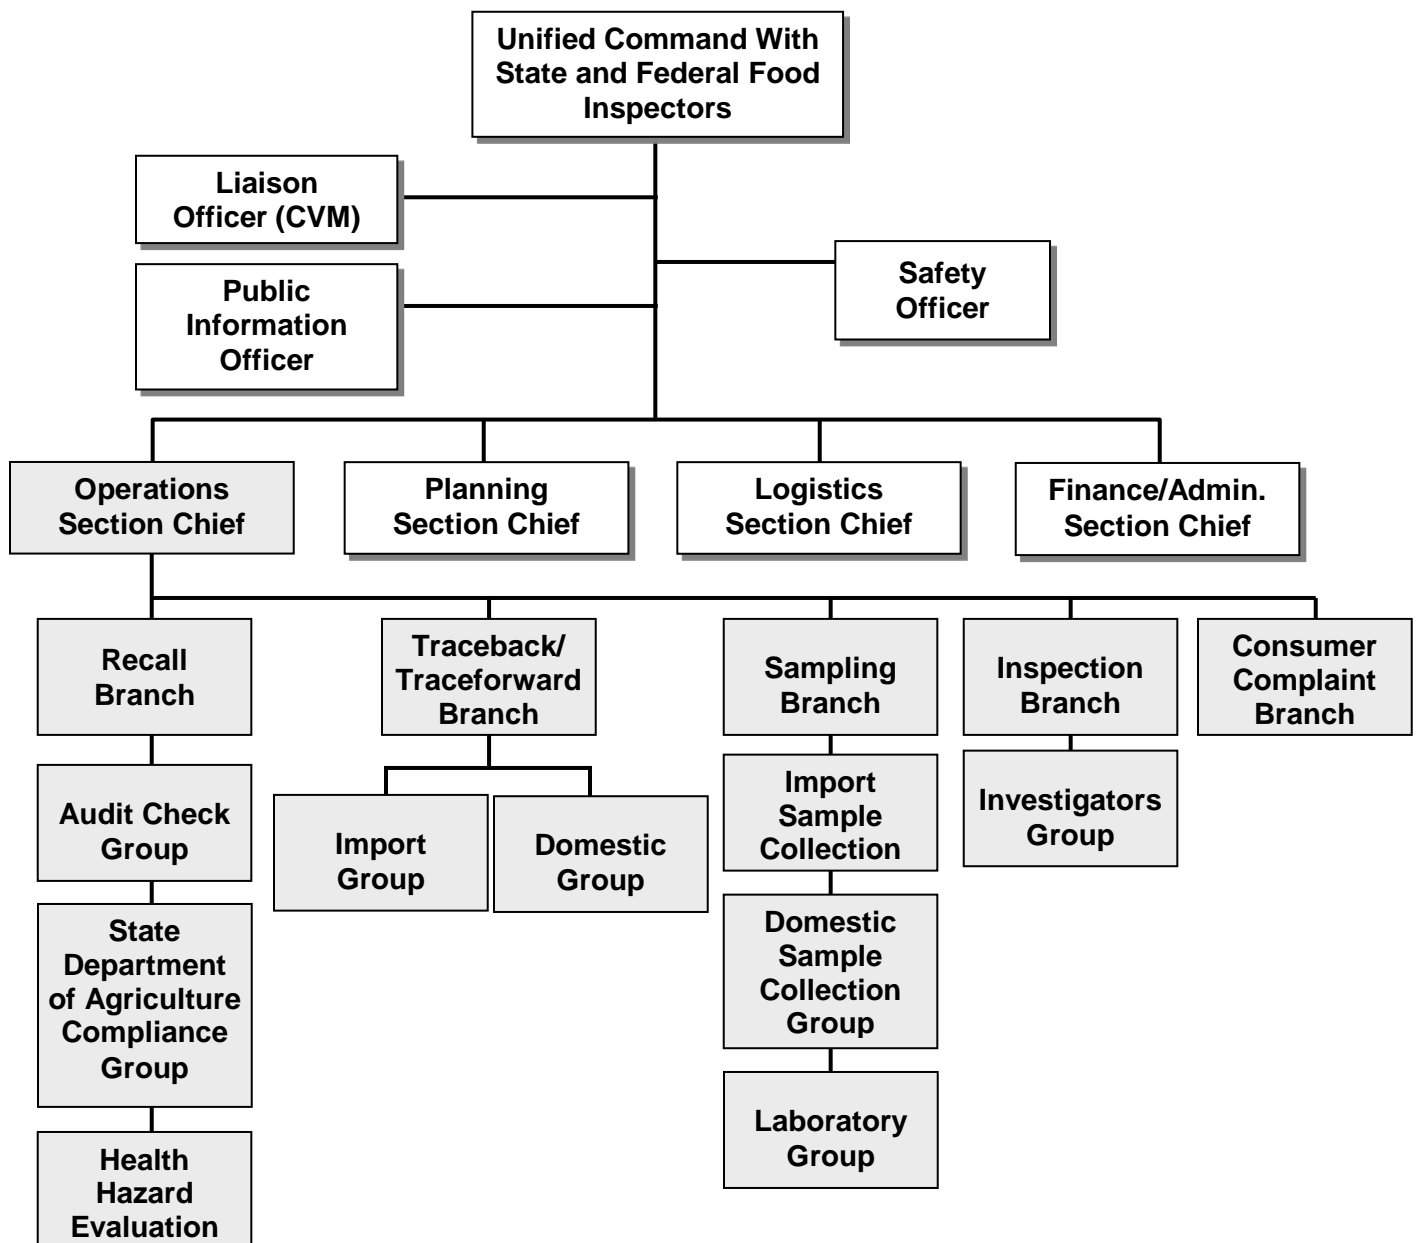 Unified Command With
State and Federal Food
Inspectors
Liaison
Officer (CVM)
Public
Information
Officer
Safety
Officer
Operations
Section Chief
Planning
Section Chief
Logistics
Section Chief
Finance/Admin.
Section Chief
Recall
Branch
Traceback/
Traceforward
Branch
Sampling
Branch
Inspection
Branch
Consumer
Complaint
Branch
Audit Check
Group
Import
Group
Domestic
Group
Import
Sample
Collection
Investigators
Group
State
Department
of Agriculture
Compliance
Group
Domestic
Sample
Collection
Group
Health
Hazard
Evaluation
Laboratory
Group